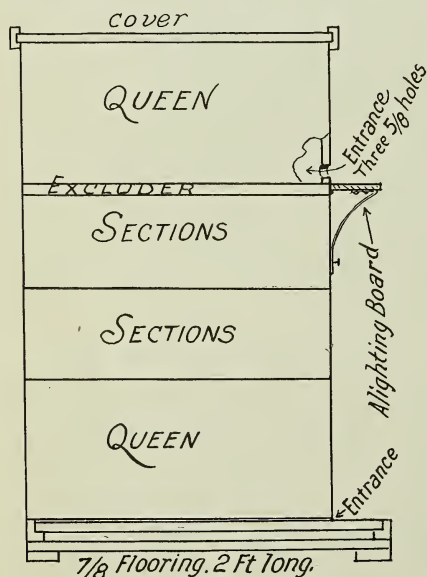 cover
QUEEN
Entrance
Three 5/8 holes
EXCLUDER
SECTIONS
Alighting Board
SECTIONS
QUEEN
Entrance
7/8 Flooring. 2 Ft long.